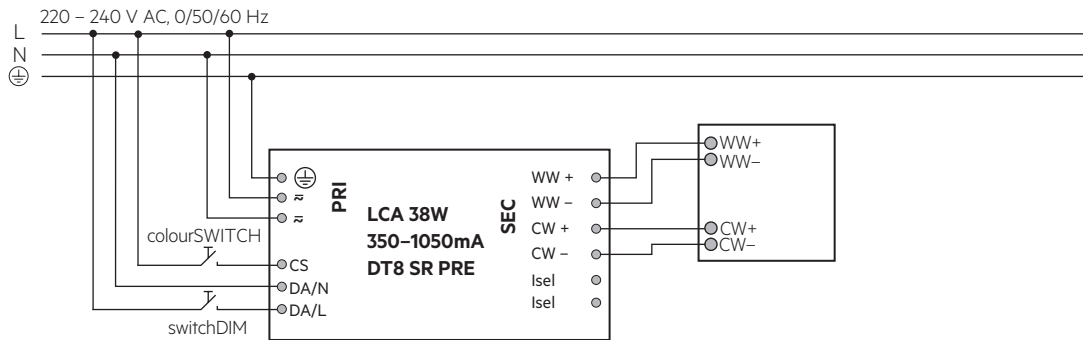 220 – 240 V AC, 0/50/60 Hz
L
N
PRI
LCA 38W
350–1050mA
DT8 SR PRE
SEC
WW +
WW –
CW +
CW –
Isel
Isel
WW+
WW–
CW+
CW–
colourSWITCH
CS
DA/N
DA/L
switchDIM